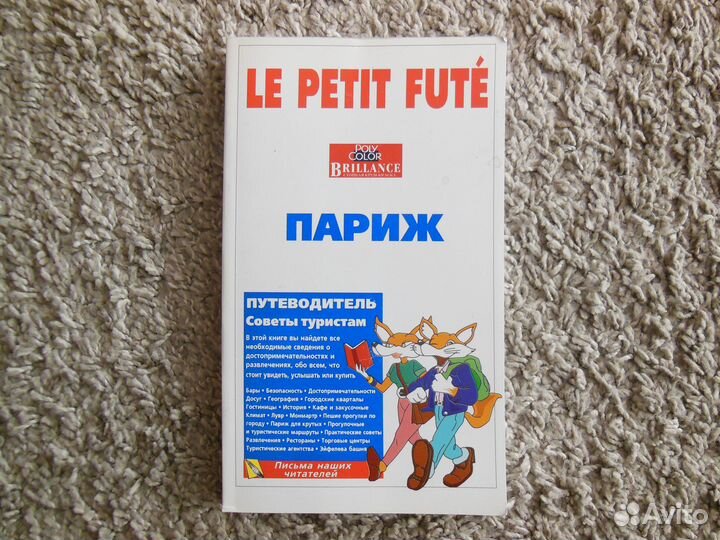 LE PETIT FUTÉ
POLY
COLOR
BRILLANCE
СТОЙКАЯ КРЕМ-КРАСКА
ПАРИЖ
ПУТЕВОДИТЕЛЬ
Советы туристам
В этой книге вы найдете все
необходимые сведения о
достопримечательностях и
развлечениях, обо всем, что
стоит увидеть, услышать или купить
Бары • Безопасность • Достопримечательности
Досуг • География • Городские кварталы
Гостиницы • История • Кафе и закусочные
Климат • Лувр • Монмартр • Пешие прогулки по
городу • Париж для крутых • Прогулочные
и туристические маршруты • Практические советы
Развлечения • Рестораны • Торговые центры
Туристические агентства • Эйфелева башня
Письма наших
читателей
Avito